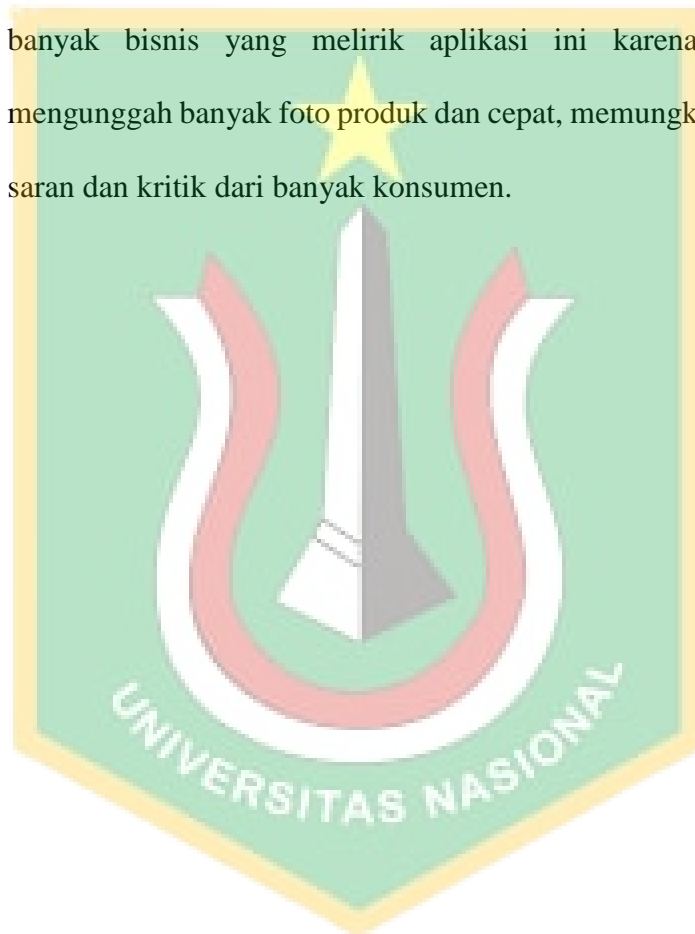 banyak bisnis yang melirik aplikasi ini karena
mengunggah banyak foto produk dan cepat,
saran dan kritik dari banyak konsumen.
UNIVERSITAS NASIONAL